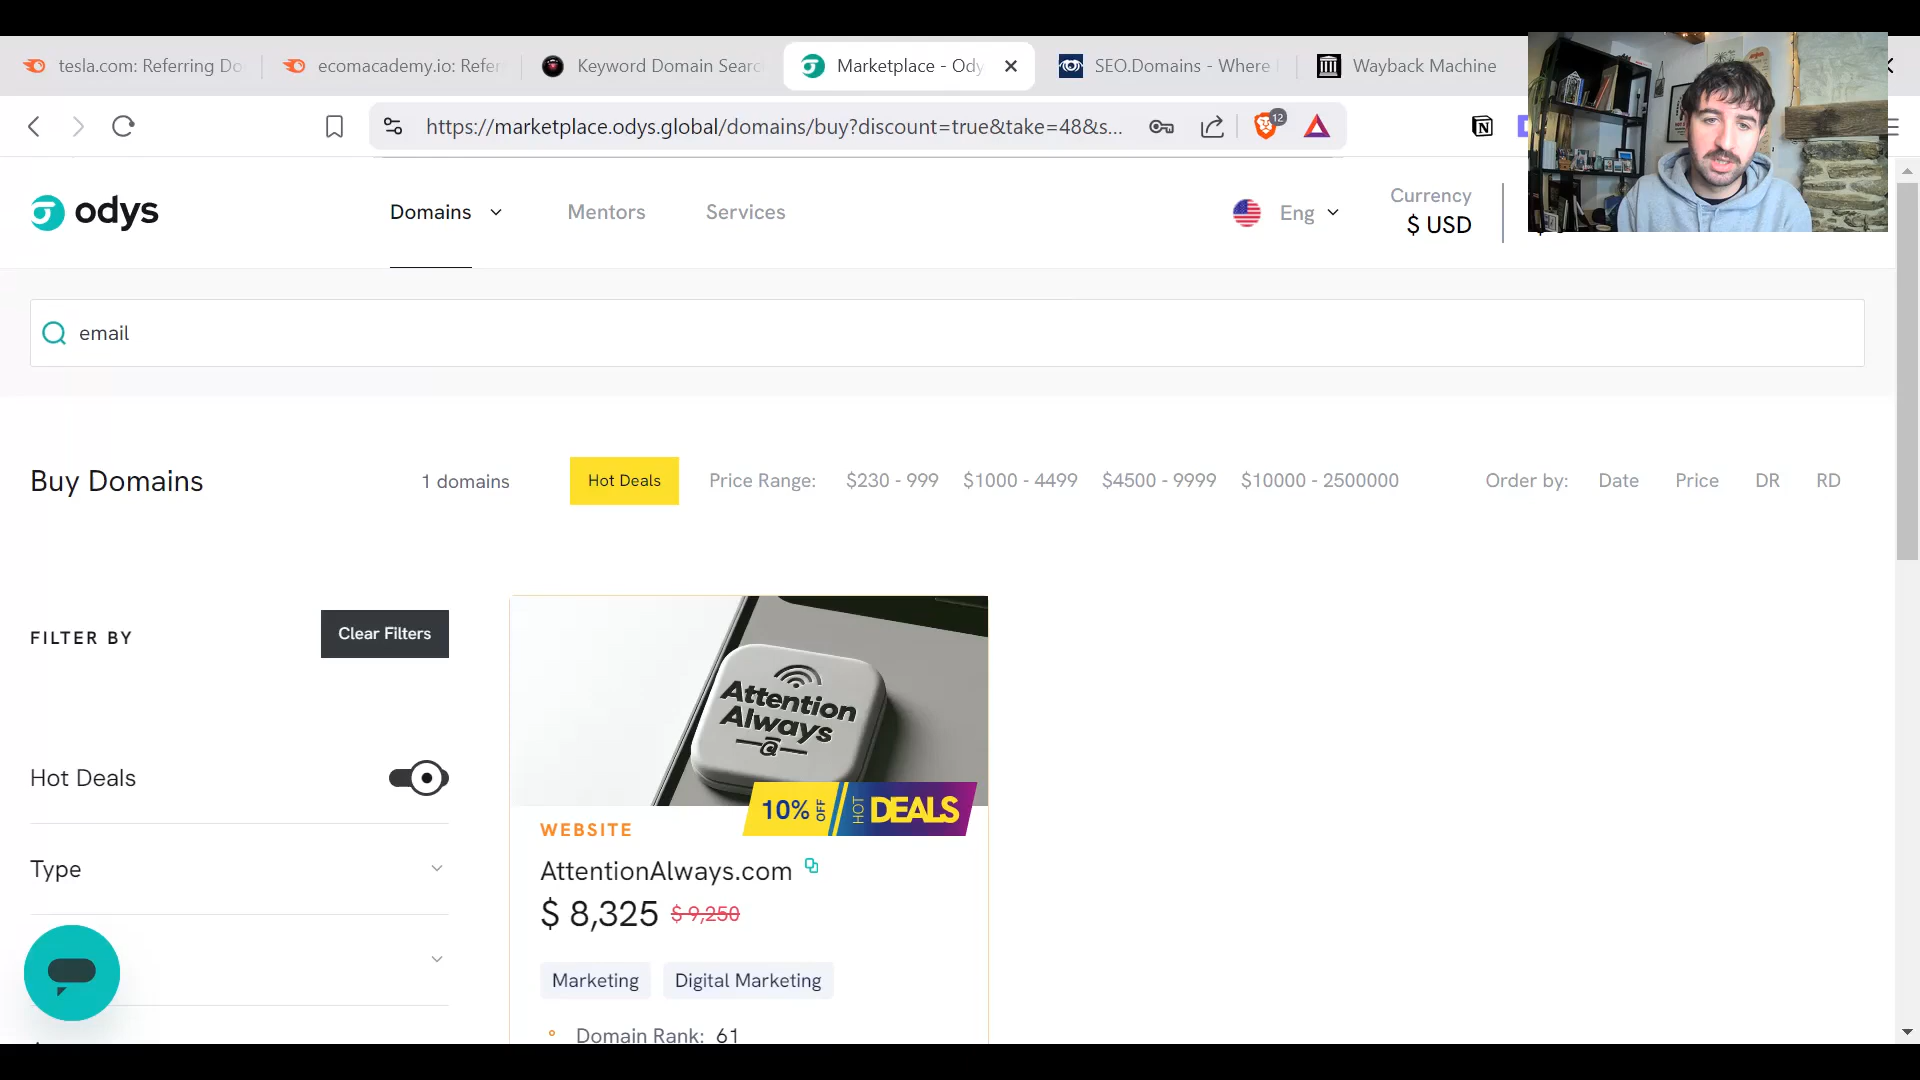 tesla.com: Referring Do
ecomacademy.io: Refer
Keyword Domain Searc
Marketplace - Ody
SEO.Domains - Where
Wayback Machine
https://marketplace.odys.global/domains/buy?discount=true&take=48&s...
12
odys
Domains
Mentors
Services
Eng
Currency
$ USD
email
Buy Domains
1 domains
Hot Deals
Price Range:
$230 - 999
$1000 - 4499
$4500 - 9999
$10000 - 2500000
Order by:
Date
Price
DR
RD
FILTER BY
Clear Filters
Hot Deals
Type
Attention
Always
@
10% OFF HOT DEALS
WEBSITE
AttentionAlways.com
$ 8,325 $ 9,250
Marketing
Digital Marketing
Domain Rank: 61